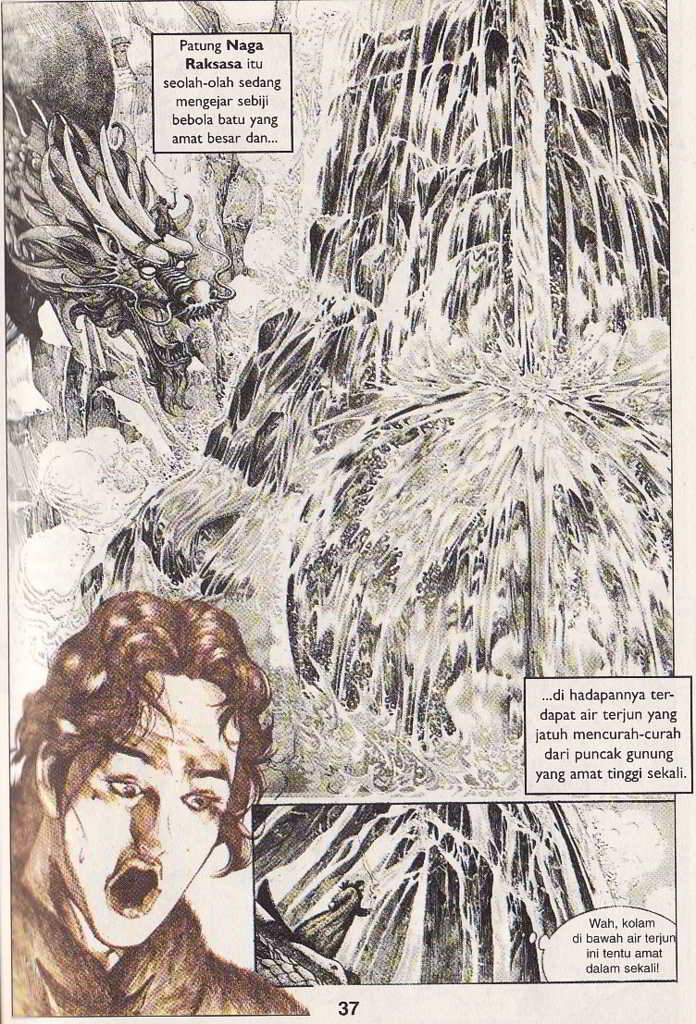 Patung Naga
Raksasa itu
seolah-olah sedang
mengejar sebiji
bebola batu yang
amat besar dan...
...di hadapannya ter-
dapat air terjun yang
jatuh mencurah-curah
dari puncak gunung
yang amat tinggi sekali.
Wah, kolam
di bawah air terjun
ini tentu amat
dalam sekali!
37